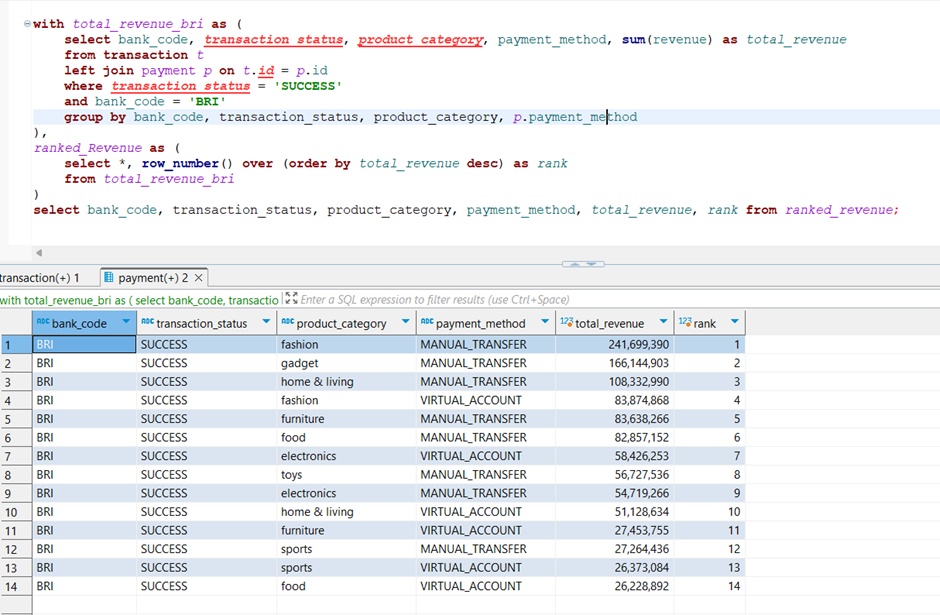 with total_revenue_bri as (
select bank_code, transaction_status, product_category, payment_method, sum(revenue) as total_revenue
from transaction t
left join payment p on t.id = p.id
where transaction_status = 'SUCCESS'
and bank_code = 'BRI'
group by bank_code, transaction_status, product_category, p.payment_method
),
ranked_Revenue as (
select *, row_number() over (order by total_revenue desc) as rank
from total_revenue_bri
)
select bank_code, transaction_status, product_category, payment_method, total_revenue, rank from ranked_revenue;
transaction(+) 1 payment(+) 2
with total_revenue_bri as ( select bank_code, transactio Enter a SQL expression to filter results (use Ctrl+Space)
ABC bank_code ABC transaction_status ABC product_category ABC payment_method 123 total_revenue 123 rank
1 BRI SUCCESS fashion MANUAL_TRANSFER 241,699,390 1
2 BRI SUCCESS gadget MANUAL_TRANSFER 166,144,903 2
3 BRI SUCCESS home & living MANUAL_TRANSFER 108,332,990 3
4 BRI SUCCESS fashion VIRTUAL_ACCOUNT 83,874,868 4
5 BRI SUCCESS furniture MANUAL_TRANSFER 83,638,266 5
6 BRI SUCCESS food MANUAL_TRANSFER 82,857,152 6
7 BRI SUCCESS electronics VIRTUAL_ACCOUNT 58,426,253 7
8 BRI SUCCESS toys MANUAL_TRANSFER 56,727,536 8
9 BRI SUCCESS electronics MANUAL_TRANSFER 54,719,266 9
10 BRI SUCCESS home & living VIRTUAL_ACCOUNT 51,128,634 10
11 BRI SUCCESS furniture VIRTUAL_ACCOUNT 27,453,755 11
12 BRI SUCCESS sports MANUAL_TRANSFER 27,264,436 12
13 BRI SUCCESS sports VIRTUAL_ACCOUNT 26,373,084 13
14 BRI SUCCESS food VIRTUAL_ACCOUNT 26,228,892 14